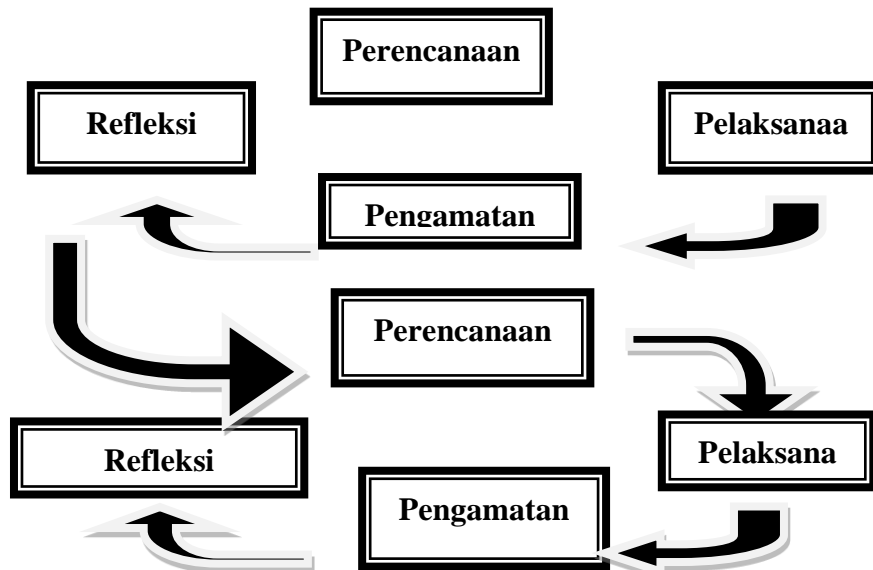 Perencanaan
Refleksi
Pelaksanaa
Pengamatan
Perencanaan
Refleksi
Pelaksana
Pengamatan